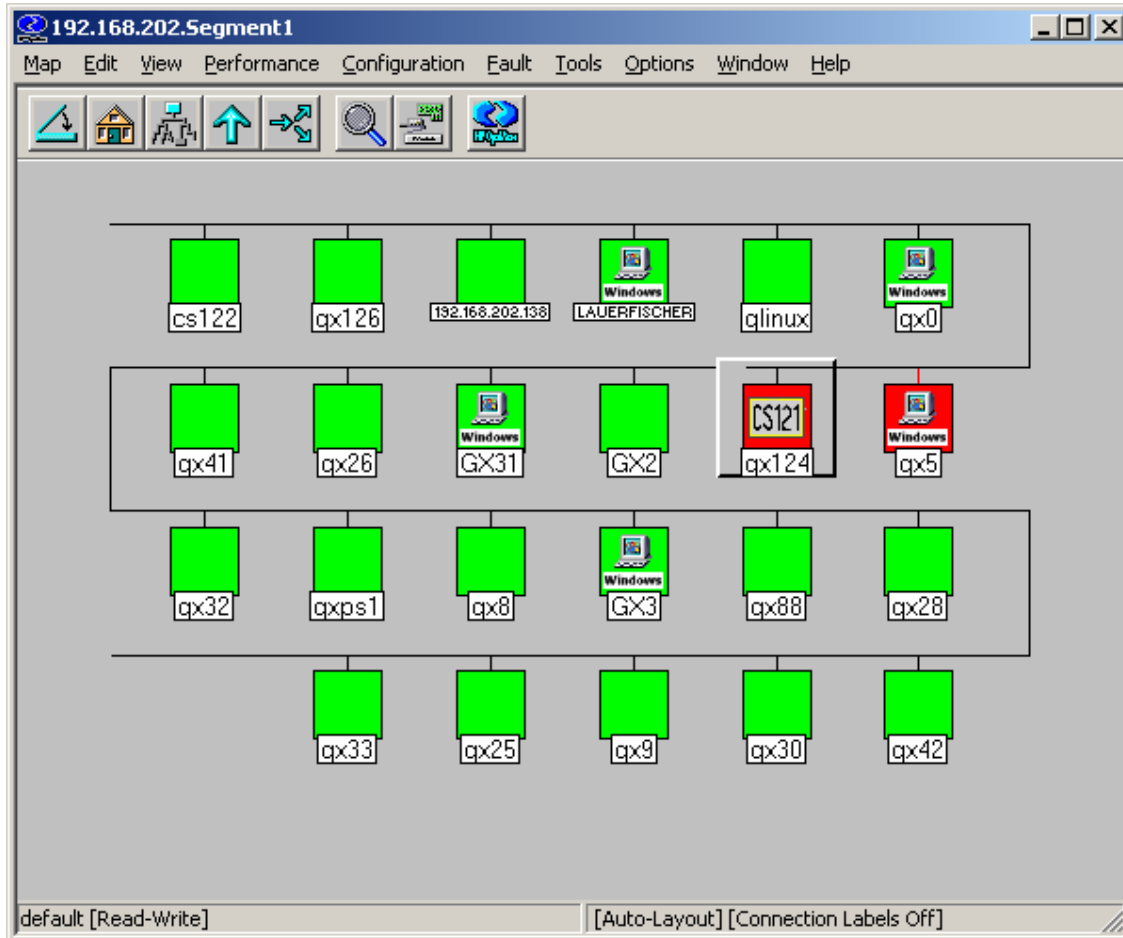 192.168.202.Segment1
Map Edit View Performance Configuration Fault Tools Options Window Help
Windows Windows
cs122 qx126 192.168.202.138 LAUERFISCHER qlinux qx0
Windows CS121 Windows
qx41 qx26 GX31 GX2 qx124 qx5
Windows
qx32 qxps1 qx8 GX3 qx88 qx28
qx33 qx25 qx9 qx30 qx42
default [Read-Write] [Auto-Layout] [Connection Labels Off]